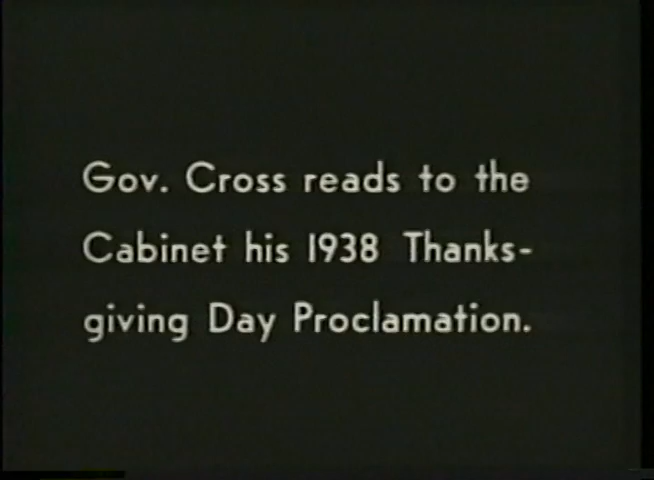 Gov. Cross reads to the
Cabinet his 1938 Thanks-
giving Day Proclamation.